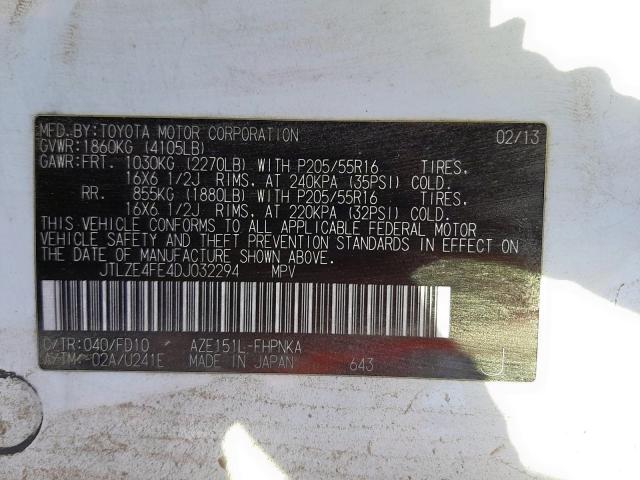 MFD.BY:TOYOTA MOTOR CORPORATION 02/13
GVWR:1860KG (4105LB)
GAWR:FRT. 1030KG (2270LB) WITH P205/55R16 TIRES,
16X6 1/2J RIMS, AT 240KPA (35PSI) COLD.
RR. 855KG (1880LB) WITH P205/55R16 TIRES,
16X6 1/2J RIMS, AT 220KPA (32PSI) COLD.
THIS VEHICLE CONFORMS TO ALL APPLICABLE FEDERAL MOTOR
VEHICLE SAFETY AND THEFT PREVENTION STANDARDS IN EFFECT ON
THE DATE OF MANUFACTURE SHOWN ABOVE.
JTLZE4FE4DJ032294 MPV
C/TR:040/FD10 AZE151L-FHPNKA
A/TM:-02A/U241E MADE IN JAPAN 643 J